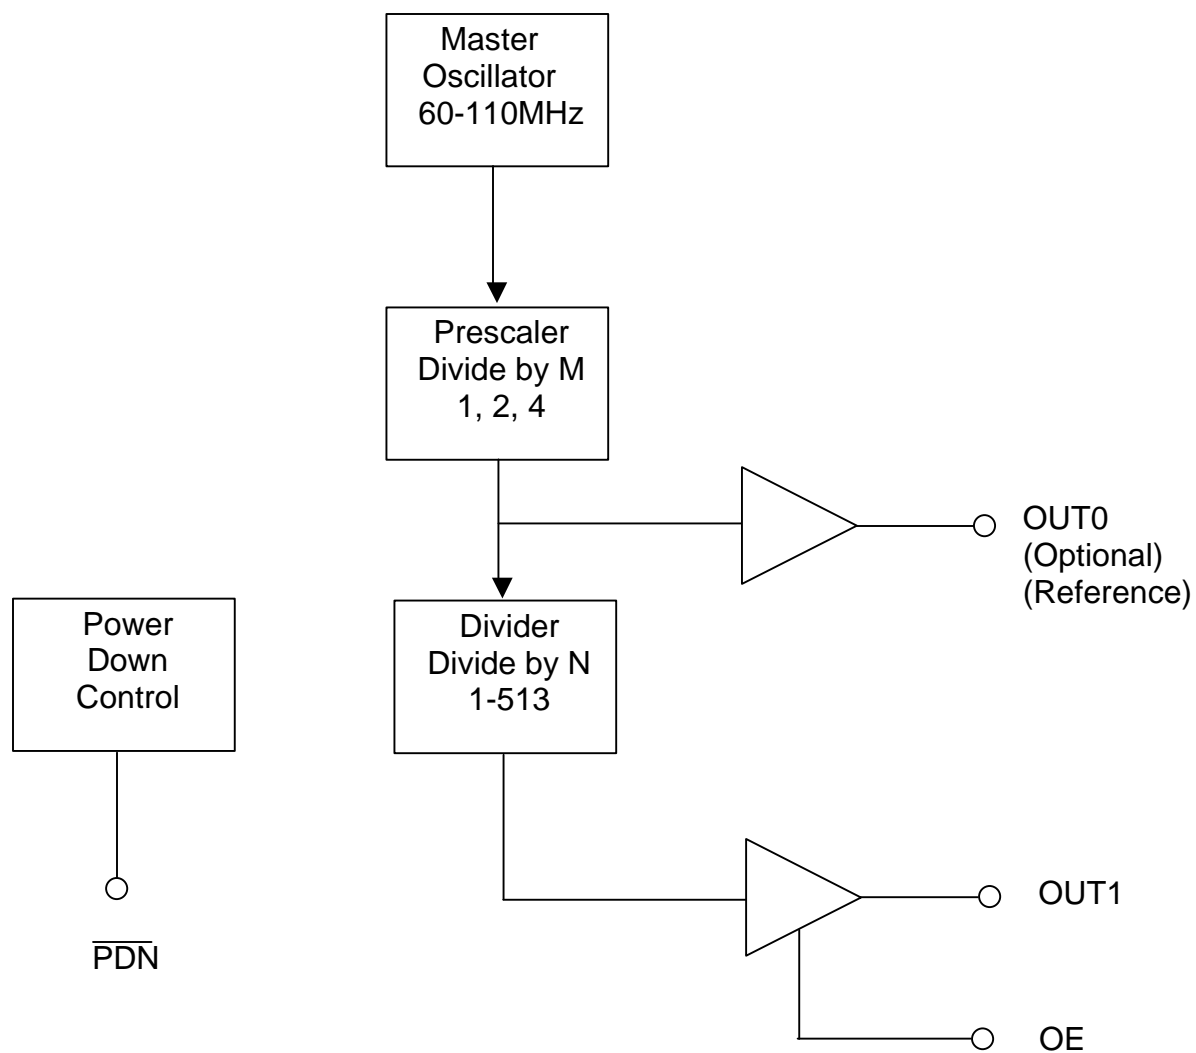 Master
Oscillator
60-110MHz
Prescaler
Divide by M
1, 2, 4
OUT0
(Optional)
(Reference)
Power
Down
Control
Divider
Divide by N
1-513
OUT1
P̅D̅N̅
OE